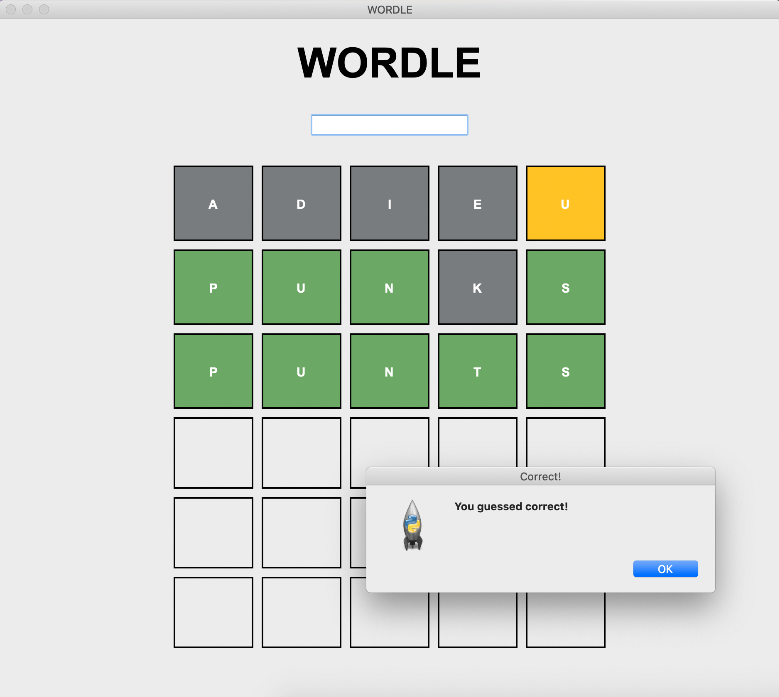 WORDLE
WORDLE
A D I E U
P U N K S
P U N T S
Correct!
You guessed correct!
OK